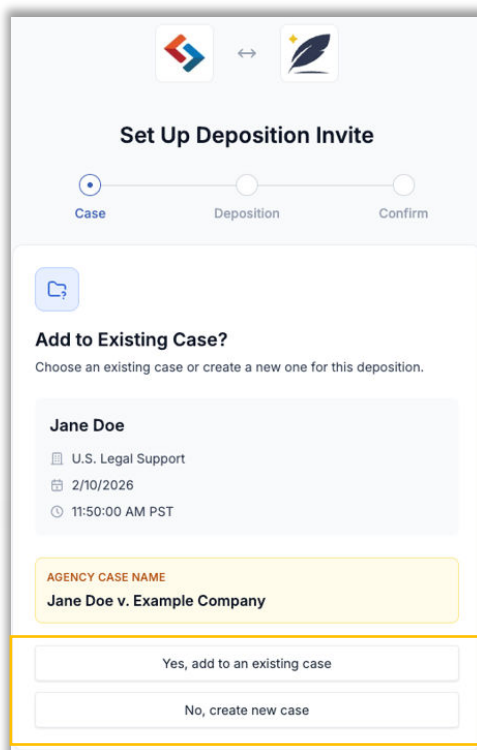 Set Up Deposition Invite
Case
Deposition
Confirm
Add to Existing Case?
Choose an existing case or create a new one for this deposition.
Jane Doe
U.S. Legal Support
2/10/2026
11:50:00 AM PST
AGENCY CASE NAME
Jane Doe v. Example Company
Yes, add to an existing case
No, create new case